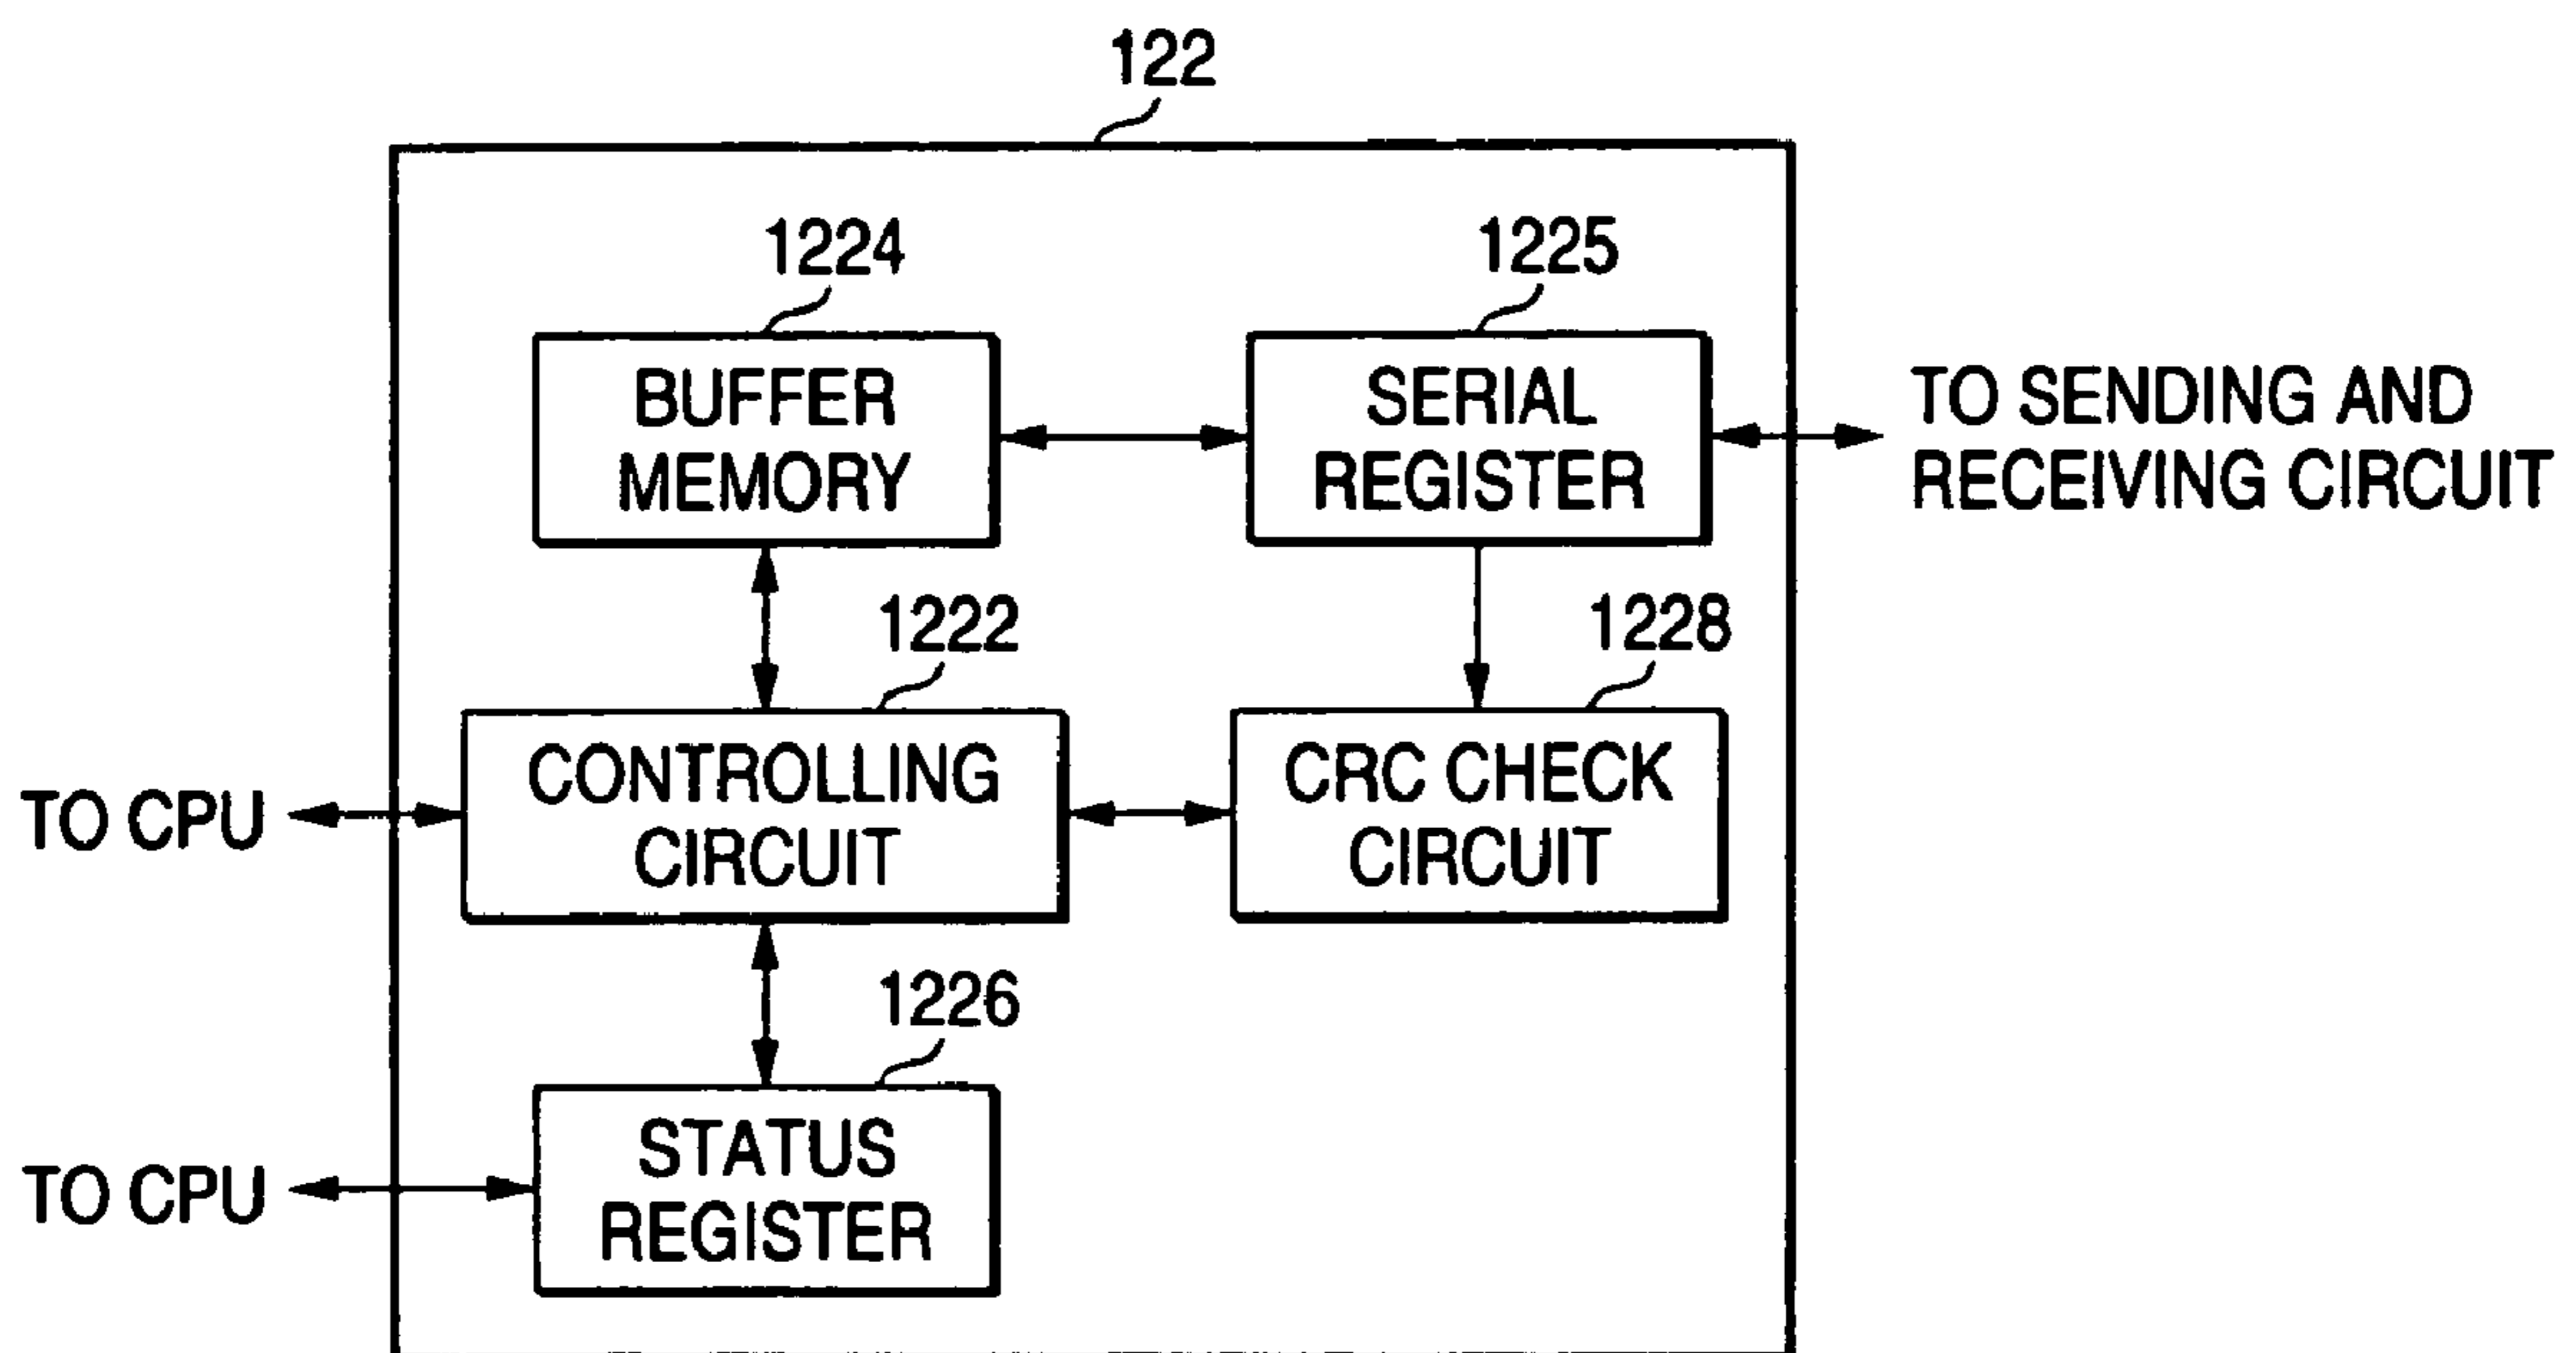 122
1224
1225
BUFFER
MEMORY
SERIAL
REGISTER
TO SENDING AND
RECEIVING CIRCUIT
1222
1228
TO CPU
CONTROLLING
CIRCUIT
CRC CHECK
CIRCUIT
1226
TO CPU
STATUS
REGISTER